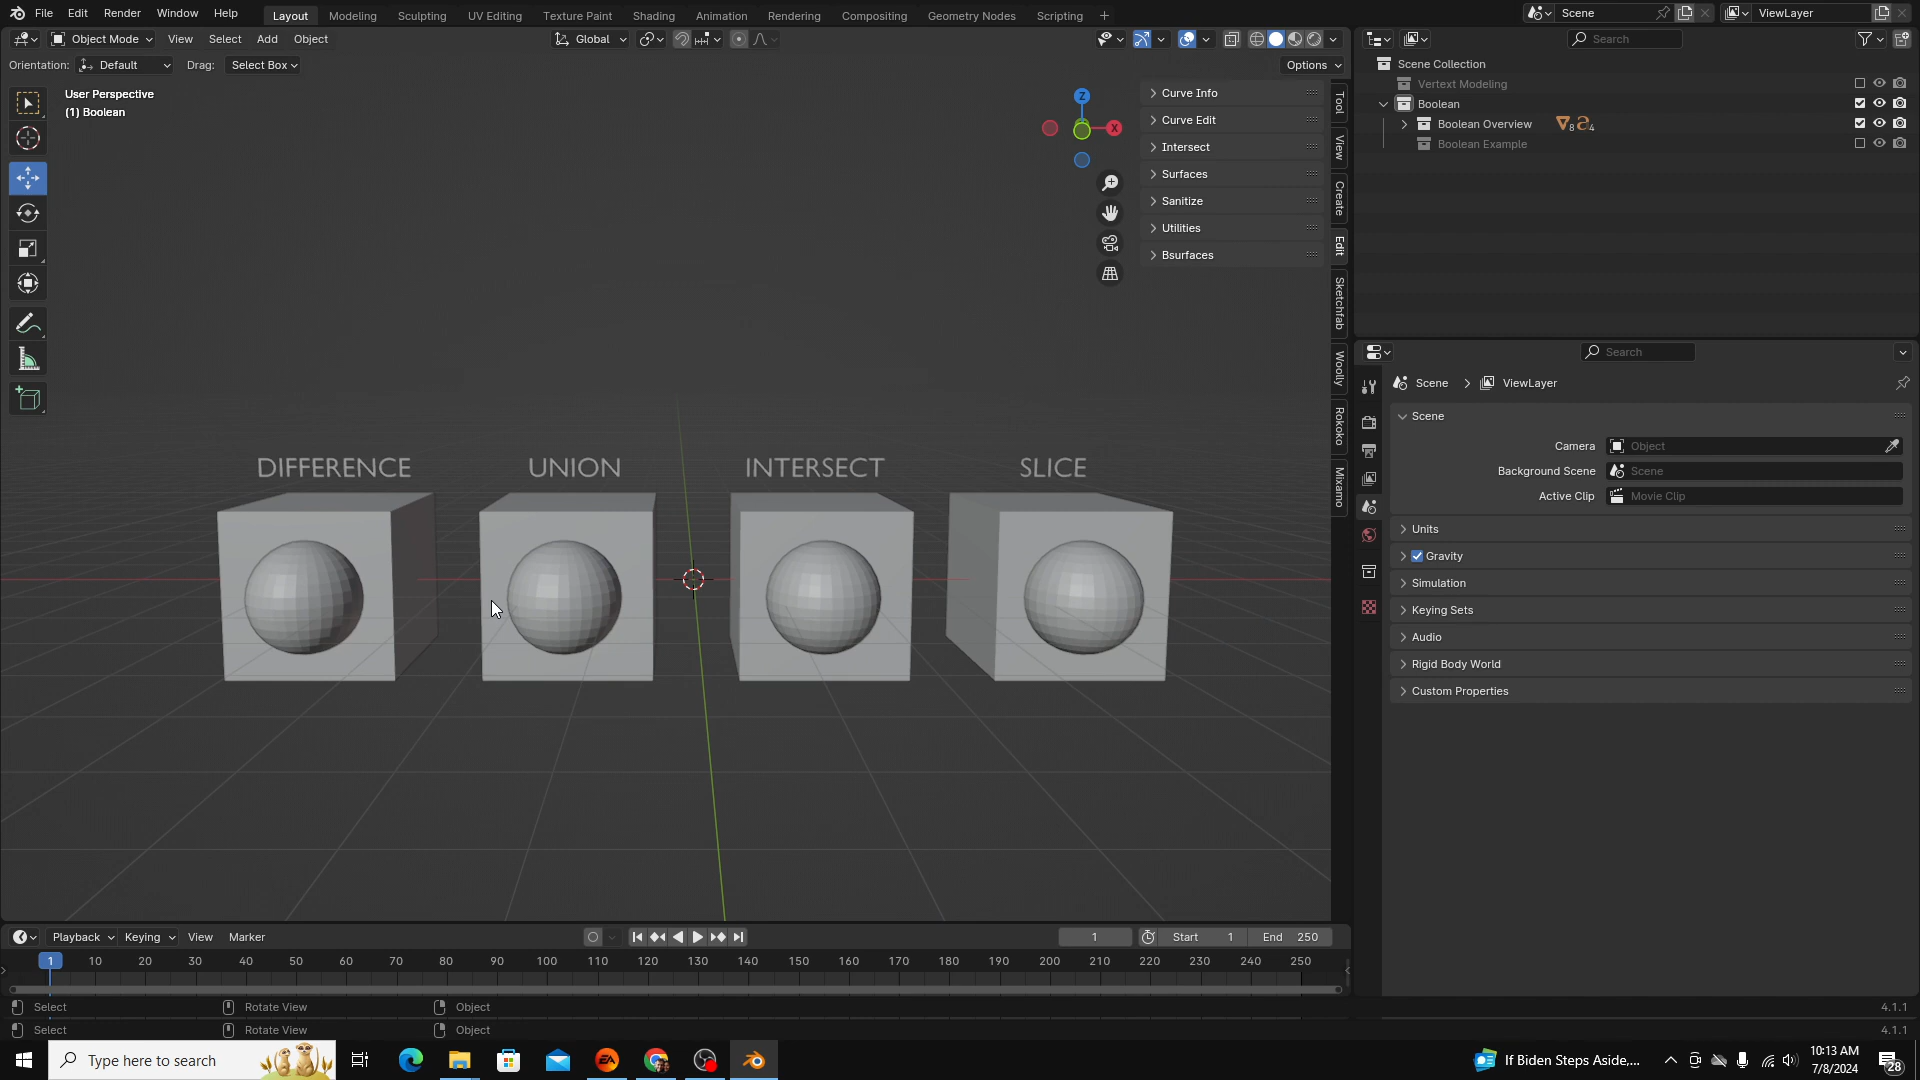 File Edit Render Window Help Layout Modeling Sculpting UV Editing Texture Paint Shading Animation Rendering Compositing Geometry Nodes Scripting + Scene ViewLayer
Object Mode View Select Add Object Global Search
Orientation: Default Drag: Select Box Options
User Perspective
(1) Boolean
Z
X
Curve Info
Curve Edit
Intersect
Surfaces
Sanitize
Utilities
Bsurfaces
Tool
View
Create
Edit
Sketchfab
Woolly
Rokoko
Mixamo
Scene Collection
Vertext Modeling
Boolean
Boolean Overview 8 4
Boolean Example
Search
Scene > ViewLayer
Scene
Camera Object
Background Scene Scene
Active Clip Movie Clip
Units
Gravity
Simulation
Keying Sets
Audio
Rigid Body World
Custom Properties
DIFFERENCE UNION INTERSECT SLICE
Playback Keying View Marker 1 Start 1 End 250
1 10 20 30 40 50 60 70 80 90 100 110 120 130 140 150 160 170 180 190 200 210 220 230 240 250
Select Rotate View Object 4.1.1
Select Rotate View Object 4.1.1
Type here to search If Biden Steps Aside,... 10:13 AM
7/8/2024 28